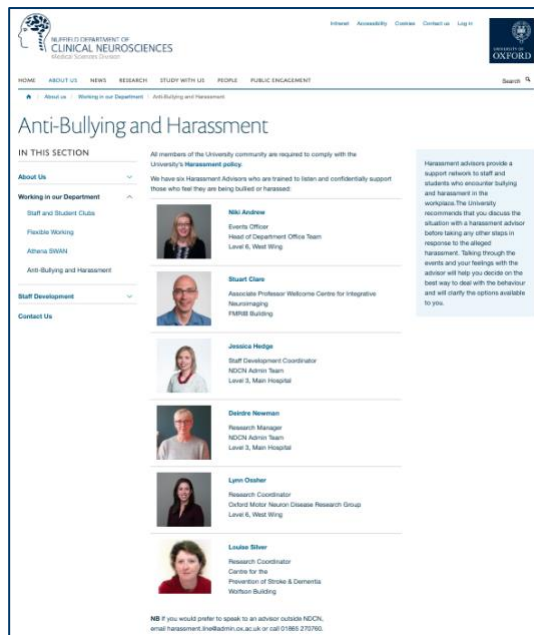 NUFFIELD DEPARTMENT OF
CLINICAL NEUROSCIENCES
Medical Sciences Division
Intranet Accessibility Cookies Contact us Log in
UNIVERSITY OF
OXFORD
HOME ABOUT US NEWS RESEARCH STUDY WITH US PEOPLE PUBLIC ENGAGEMENT
Search
About us Working in our Department Anti-Bullying and Harassment
Anti-Bullying and Harassment
IN THIS SECTION
About Us
Working in our Department
Staff and Student Clubs
Flexible Working
Athena SWAN
Anti-Bullying and Harassment
Staff Development
Contact Us
All members of the University community are required to comply with the
University's Harassment policy.
We have six Harassment Advisors who are trained to listen and confidentially support
those who feel they are being bullied or harassed:
Niki Andrew
Events Officer
Head of Department Office Team
Level 6, West Wing
Stuart Clare
Associate Professor Wellcome Centre for Integrative
Neuroimaging
FMRIB Building
Jessica Hedge
Staff Development Coordinator
NDCN Admin Team
Level 3, Main Hospital
Deirdre Newman
Research Manager
NDCN Admin Team
Level 3, Main Hospital
Lynn Ossher
Research Coordinator
Oxford Motor Neuron Disease Research Group
Level 6, West Wing
Louise Silver
Research Coordinator
Centre for the
Prevention of Stroke & Dementia
Wolfson Building
NB If you would prefer to speak to an advisor outside NDCN,
email harassment.line@admin.ox.ac.uk or call 01865 270760.
Harassment advisors provide a
support network to staff and
students who encounter bullying
and harassment in the
workplace.The University
recommends that you discuss the
situation with a harassment advisor
before taking any other steps in
response to the alleged
harassment. Talking through the
events and your feelings with the
advisor will help you decide on the
best way to deal with the behaviour
and will clarify the options available
to you.